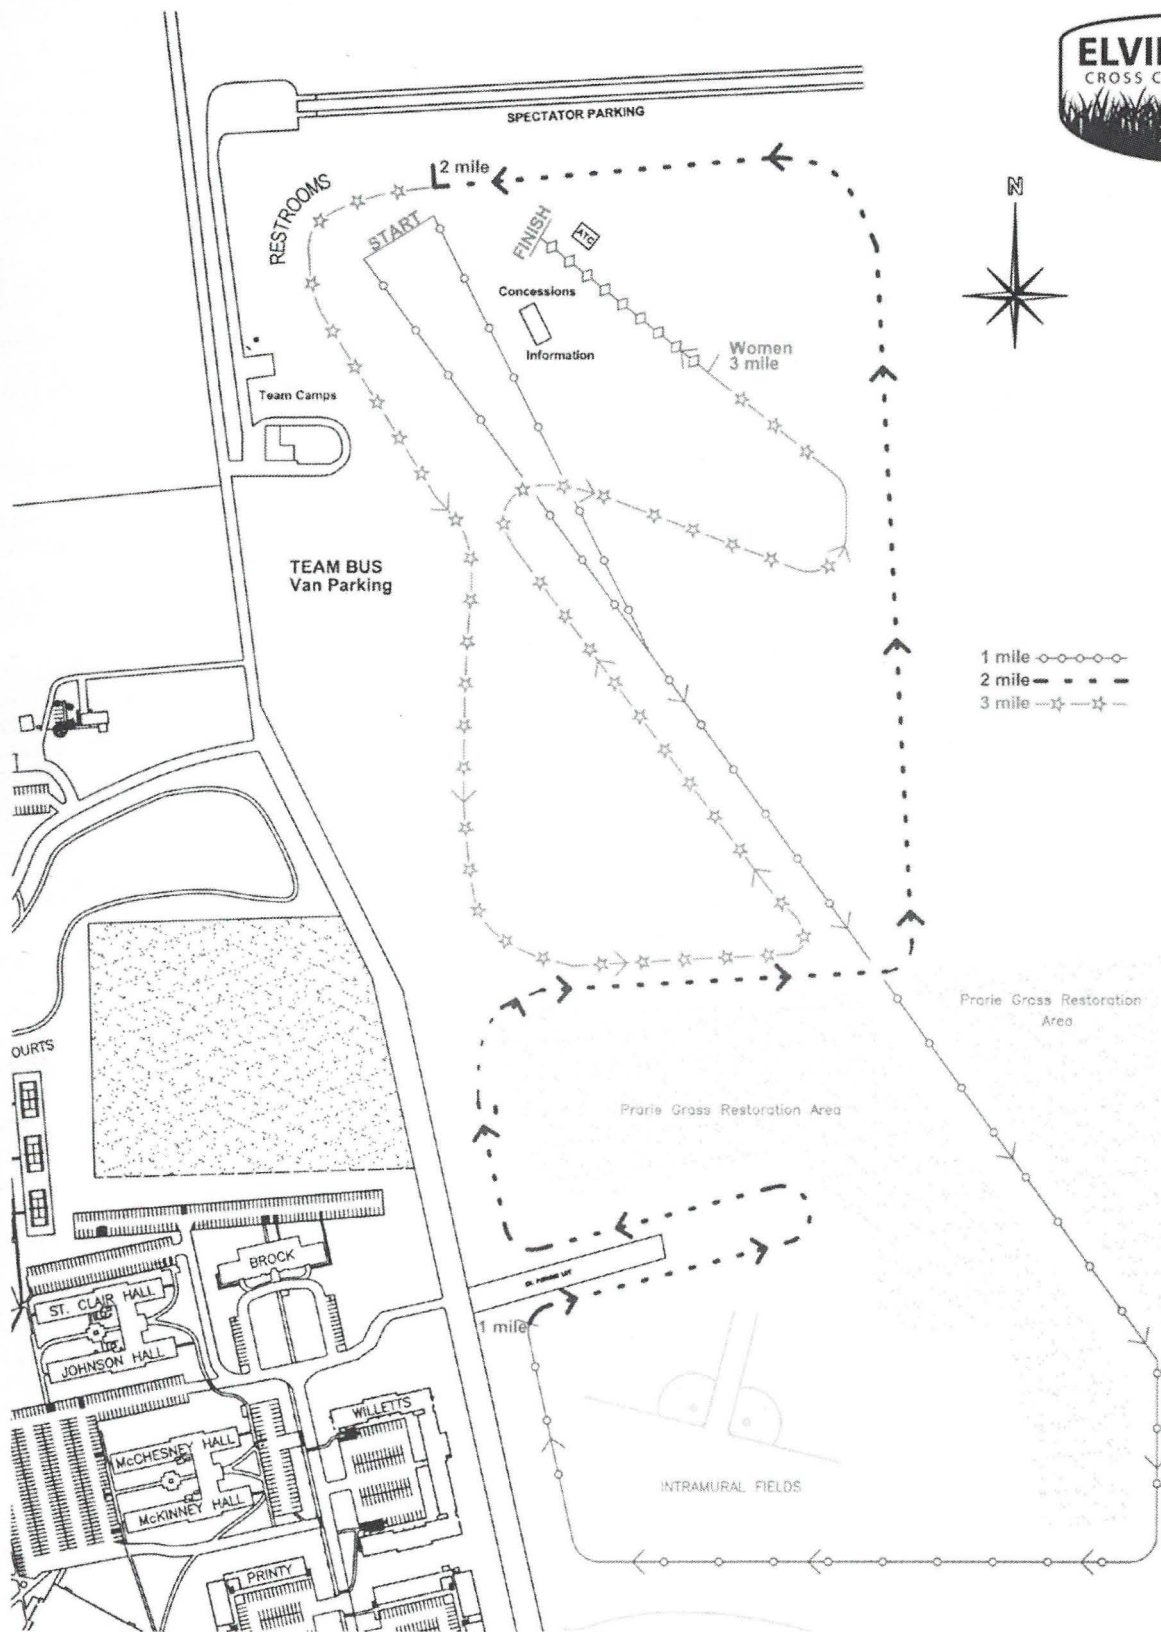 ELVI
CROSS C
SPECTATOR PARKING
2 mile
RESTROOMS
START
FINISH
ATC
N
Concessions
Information
Women
3 mile
Team Camps
TEAM BUS
Van Parking
1 mile
2 mile
3 mile
Prarie Grass Restoration
Area
OURTS
Prarie Grass Restoration Area
BROCK
ST. CLAIR HALL
JOHNSON HALL
1 mile
WILLETTS
McCHESNEY HALL
McKINNEY HALL
INTRAMURAL FIELDS
PRINTY